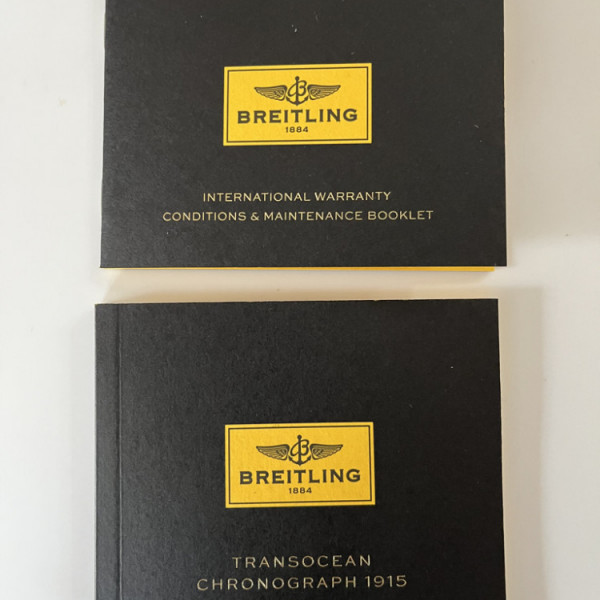 BREITLING
1884
INTERNATIONAL WARRANTY
CONDITIONS & MAINTENANCE BOOKLET
BREITLING
1884
TRANSOCEAN
CHRONOGRAPH 1915